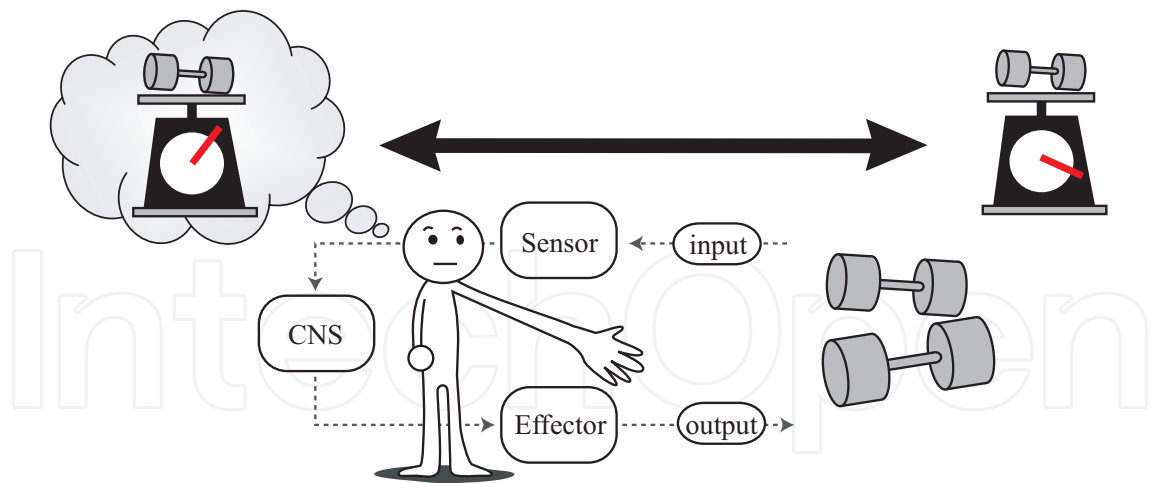 Sensor
input
CNS
Effector
output
IntechOpen